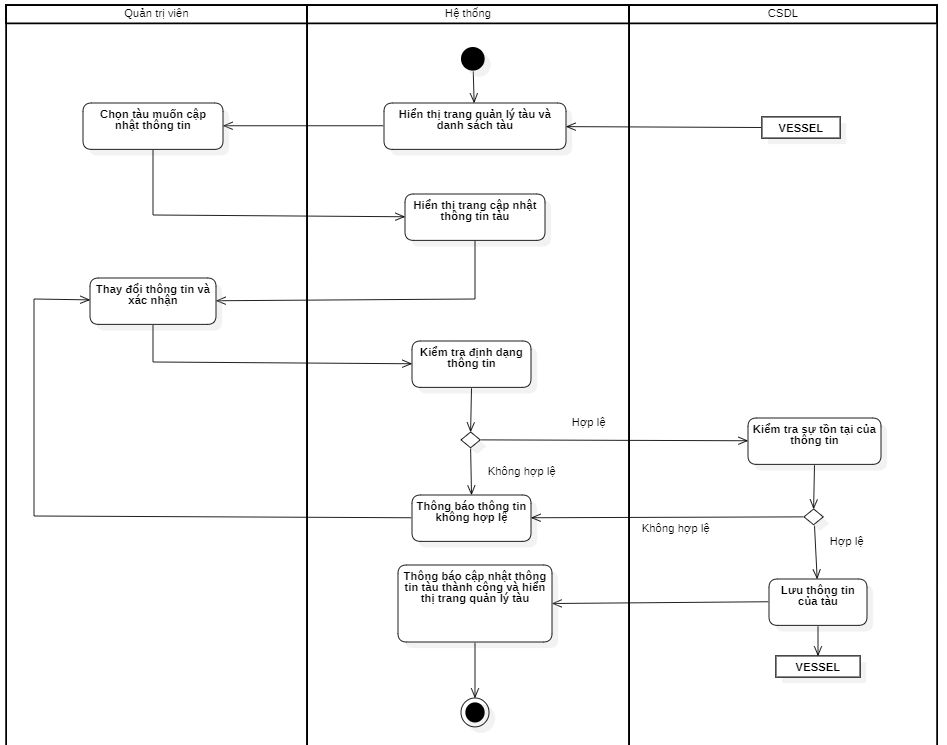 Quản trị viên
Hệ thống
CSDL
Chọn tàu muốn cập
nhật thông tin
Hiển thị trang quản lý tàu và
danh sách tàu
VESSEL
Hiển thị trang cập nhật
thông tin tàu
Thay đổi thông tin và
xác nhận
Kiểm tra định dạng
thông tin
Hợp lệ
Kiểm tra sự tồn tại của
thông tin
Không hợp lệ
Thông báo thông tin
không hợp lệ
Không hợp lệ
Hợp lệ
Thông báo cập nhật thông
tin tàu thành công và hiển
thị trang quản lý tàu
Lưu thông tin
của tàu
VESSEL